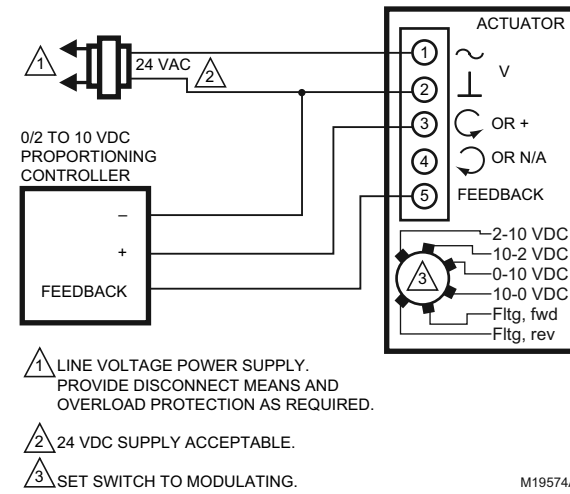 ACTUATOR
1
24 VAC
2
1
V
2
3
OR +
4
OR N/A
5
FEEDBACK
0/2 TO 10 VDC
PROPORTIONING
CONTROLLER
–
+
FEEDBACK
3
2-10 VDC
10-2 VDC
0-10 VDC
10-0 VDC
Fltg, fwd
Fltg, rev
1 LINE VOLTAGE POWER SUPPLY.
PROVIDE DISCONNECT MEANS AND
OVERLOAD PROTECTION AS REQUIRED.
2 24 VDC SUPPLY ACCEPTABLE.
3 SET SWITCH TO MODULATING.